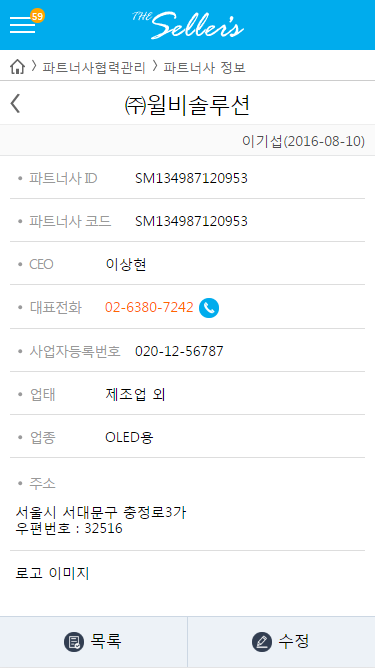 59
THE Seller's
파트너사협력관리 > 파트너사 정보
㈜윌비솔루션
이기섭(2016-08-10)
• 파트너사 ID SM134987120953
• 파트너사 코드 SM134987120953
• CEO 이상현
• 대표전화 02-6380-7242
• 사업자등록번호 020-12-56787
• 업태 제조업 외
• 업종 OLED용
• 주소
서울시 서대문구 충정로3가
우편번호 : 32516
로고 이미지
목록 수정